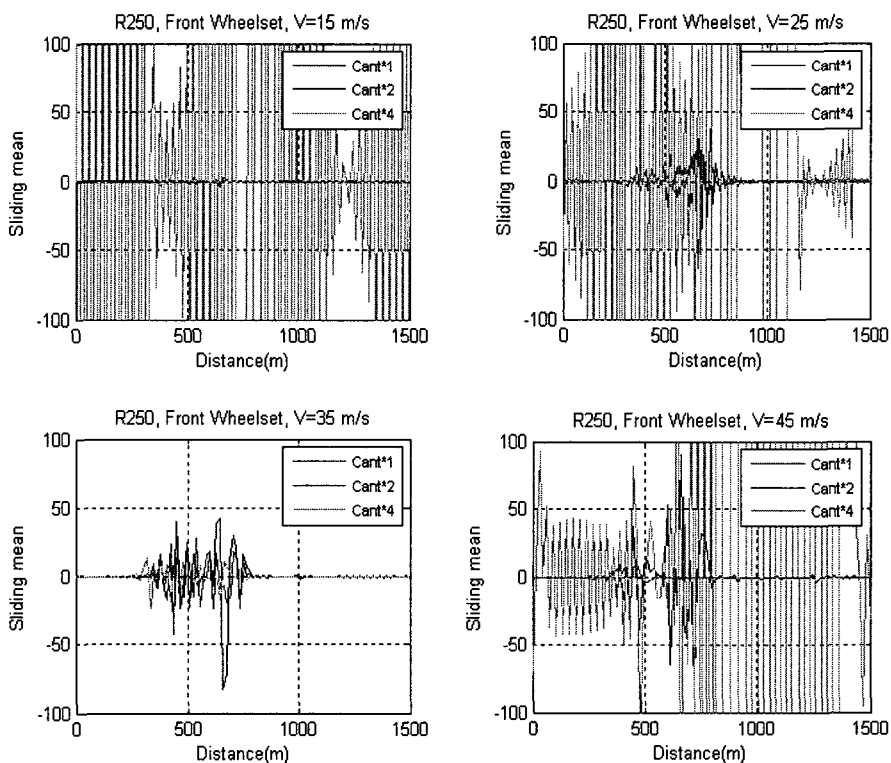 R250, Front Wheelset, V=15 m/s
Cant*1
Cant*2
Cant*4
Sliding mean
100
50
0
-50
-100
0
500
1000
1500
Distance(m)
R250, Front Wheelset, V=25 m/s
Cant*1
Cant*2
Cant*4
Sliding mean
100
50
0
-50
-100
0
500
1000
1500
Distance(m)
R250, Front Wheelset, V=35 m/s
Cant*1
Cant*2
Cant*4
Sliding mean
100
50
0
-50
-100
0
500
1000
1500
Distance(m)
R250, Front Wheelset, V=45 m/s
Cant*1
Cant*2
Cant*4
Sliding mean
100
50
0
-50
-100
0
500
1000
1500
Distance(m)